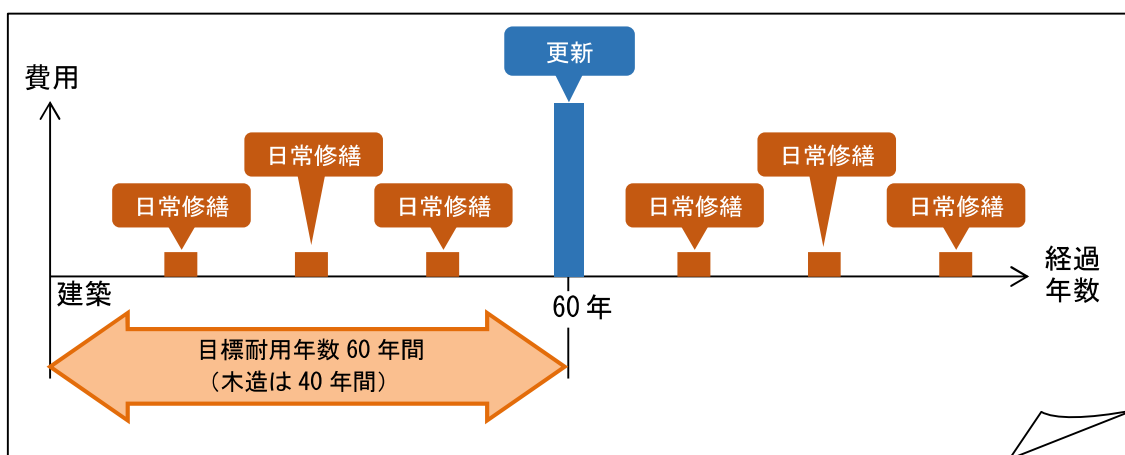 更新
費用
日常修繕
日常修繕
日常修繕
日常修繕
日常修繕
日常修繕
経過
年数
建築
60 年
目標耐用年数 60 年間
（木造は 40 年間）